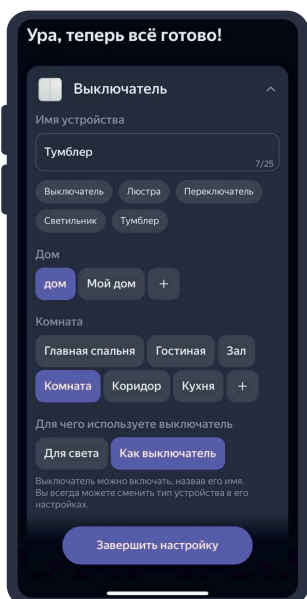 Ура, теперь всё готово!
Выключатель
Имя устройства
Тумблер
7/25
Выключатель Люстра Переключатель
Светильник Тумблер
Дом
дом Мой дом +
Комната
Главная спальня Гостиная Зал
Комната Коридор Кухня +
Для чего используете выключатель
Для света Как выключатель
Выключатель можно включать, назвав его имя.
Вы всегда можете сменить тип устройства в его
настройках.
Завершить настройку